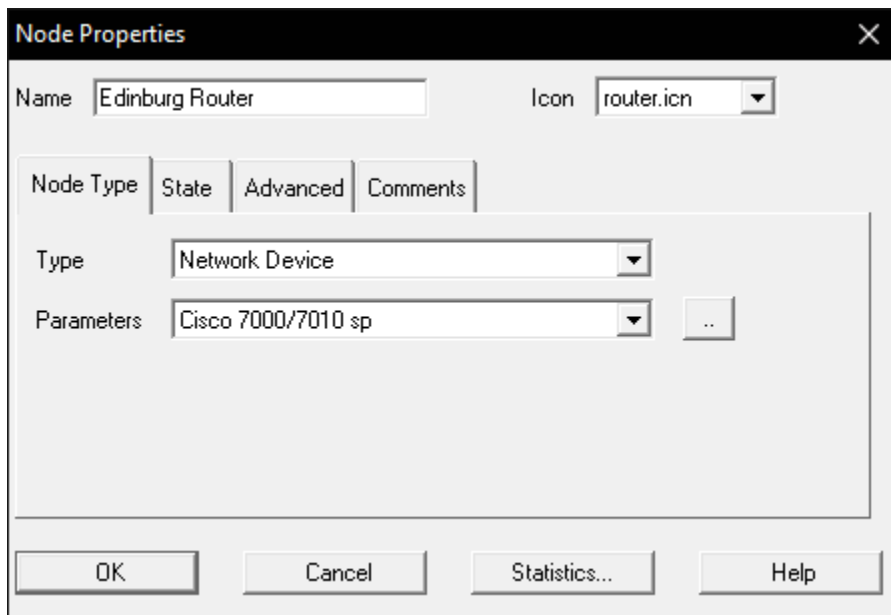 Node Properties
Name Edinburg Router Icon router.icn
Node Type State Advanced Comments
Type Network Device
Parameters Cisco 7000/7010 sp ..
OK Cancel Statistics... Help